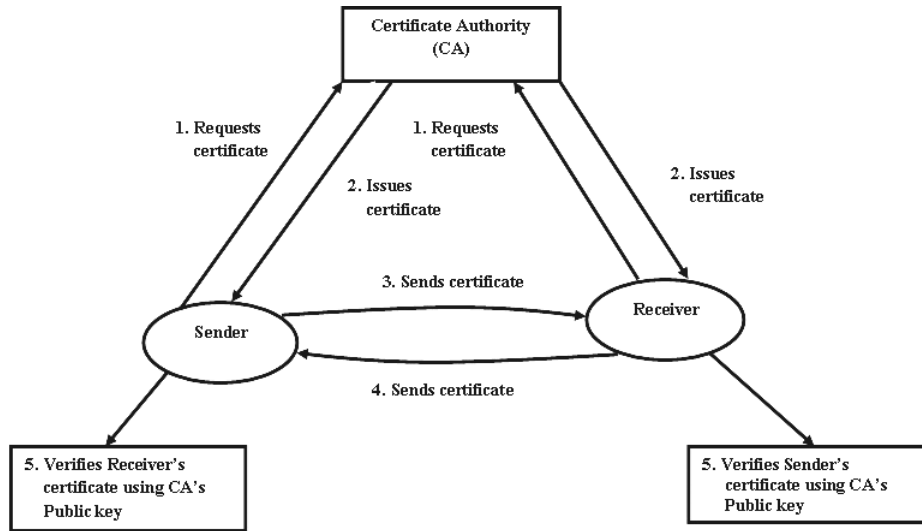 Certificate Authority
(CA)
1. Requests
certificate
1. Requests
certificate
2. Issues
certificate
2. Issues
certificate
3. Sends certificate
Sender
Receiver
4. Sends certificate
5. Verifies Receiver's
certificate using CA's
Public key
5. Verifies Sender's
certificate using CA's
Public key